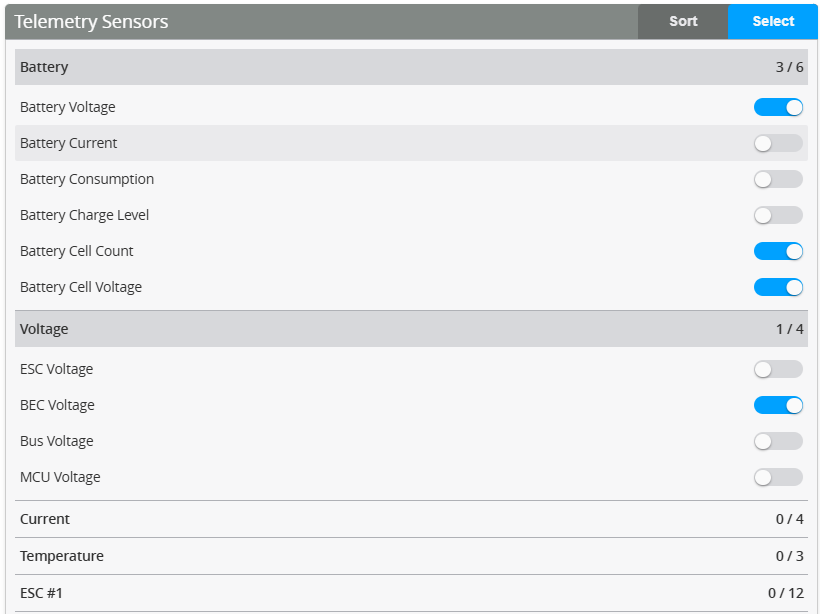 Telemetry Sensors Sort Select
Battery 3 / 6
Battery Voltage
Battery Current
Battery Consumption
Battery Charge Level
Battery Cell Count
Battery Cell Voltage
Voltage 1 / 4
ESC Voltage
BEC Voltage
Bus Voltage
MCU Voltage
Current 0 / 4
Temperature 0 / 3
ESC #1 0 / 12